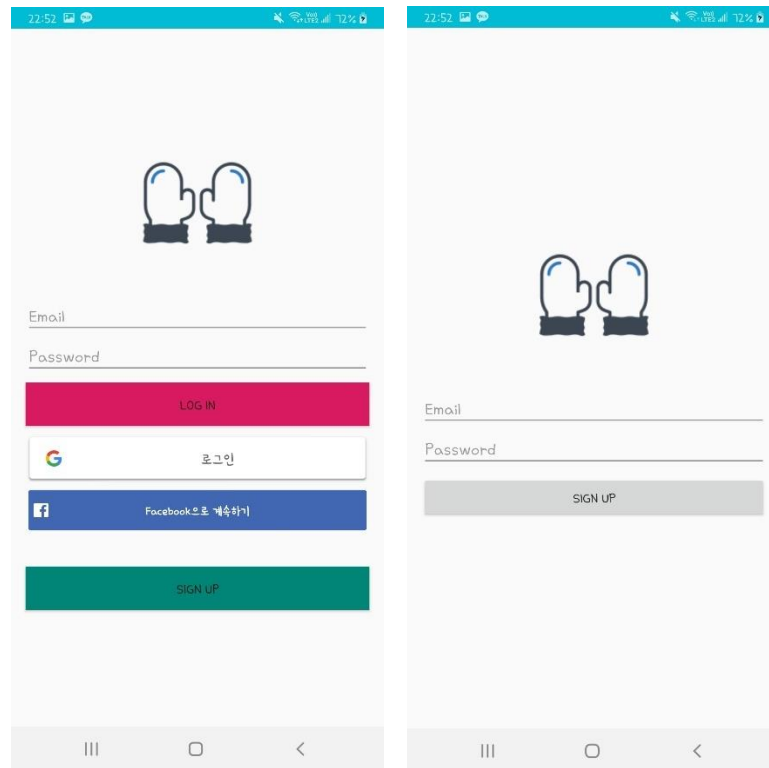 22:52
72%
Email
Password
LOG IN
로그인
Facebook으로 계속하기
SIGN UP
22:52
72%
Email
Password
SIGN UP